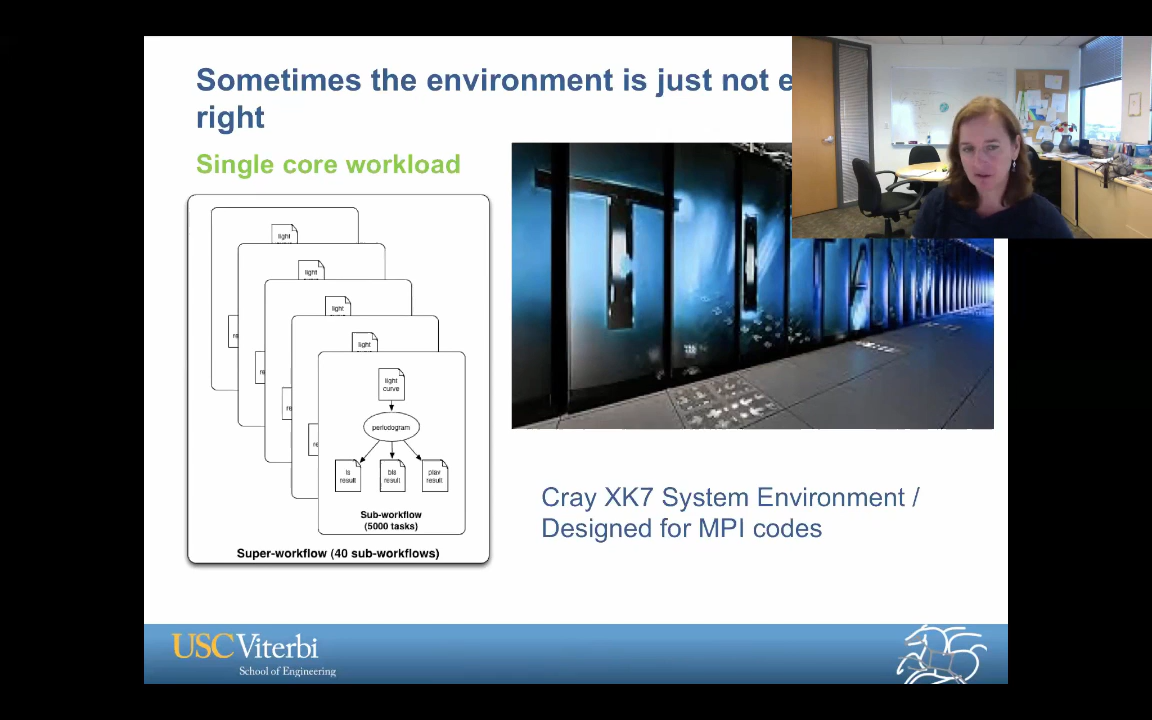 Sometimes the environment is just not e
right
Single core workload
light
light
light
light
light
curve
periodogram
ls
result
bls
result
plav
result
Sub-workflow
(5000 tasks)
Super-workflow (40 sub-workflows)
TITAN
Cray XK7 System Environment /
Designed for MPI codes
USC Viterbi
School of Engineering